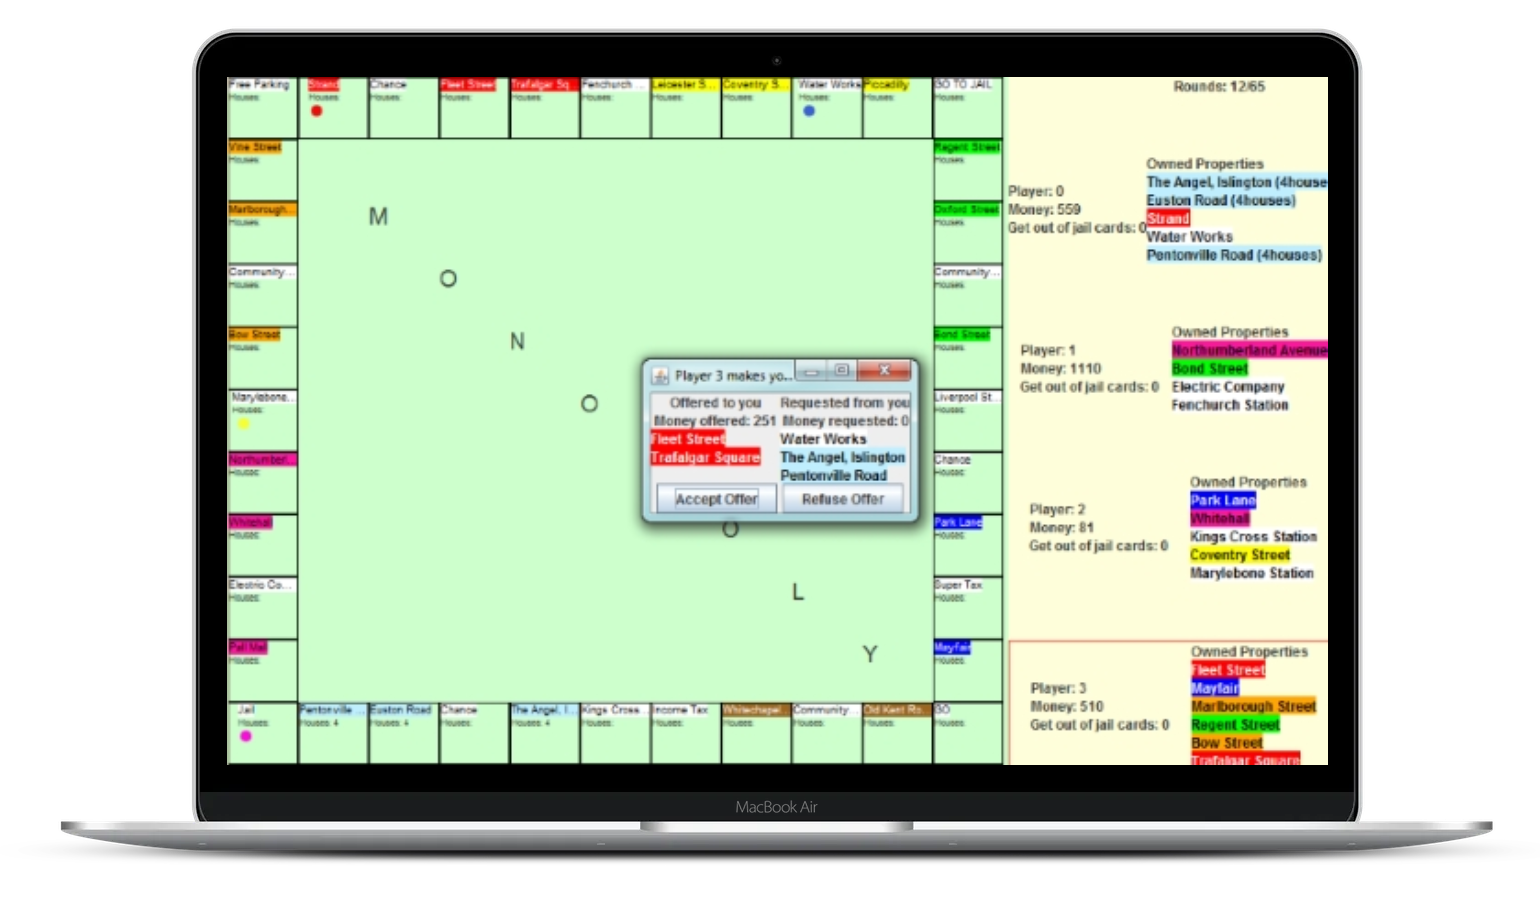 Free Parking
Houses:
Strand
Houses:
Chance
Houses:
Fleet Street
Houses:
Trafalgar Sq...
Houses:
Fenchurch ...
Houses:
Leicester S...
Houses:
Coventry S...
Houses:
Water Works
Houses:
Piccadilly
Houses:
GO TO JAIL
Houses:
Rounds: 12/65
Vine Street
Houses:
Regent Street
Houses:
Marlborough...
Houses:
Oxford Street
Houses:
Community...
Houses:
Community...
Houses:
Bow Street
Houses:
Bond Street
Houses:
Marylebone...
Houses:
Liverpool St...
Houses:
Northumberl...
Houses:
Chance
Houses:
Whitehall
Houses:
Park Lane
Houses:
Electric Co...
Houses:
Super Tax
Houses:
Pall Mall
Houses:
Mayfair
Houses:
Jail
Houses:
Pentonville ...
Houses: 4
Euston Road
Houses: 4
Chance
Houses:
The Angel, I...
Houses: 4
Kings Cross...
Houses:
Income Tax
Houses:
Whitechapel...
Houses:
Community...
Houses:
Old Kent Ro...
Houses:
GO
Houses:
M
O
N
O
O
L
Y
Player 3 makes yo...
Offered to you
Money offered: 251
Fleet Street
Trafalgar Square
Requested from you
Money requested: 0
Water Works
The Angel, Islington
Pentonville Road
Accept Offer
Refuse Offer
Player: 0
Money: 559
Get out of jail cards: 0
Owned Properties
The Angel, Islington (4house
Euston Road (4houses)
Strand
Water Works
Pentonville Road (4houses)
Player: 1
Money: 1110
Get out of jail cards: 0
Owned Properties
Northumberland Avenue
Bond Street
Electric Company
Fenchurch Station
Player: 2
Money: 81
Get out of jail cards: 0
Owned Properties
Park Lane
Whitehall
Kings Cross Station
Coventry Street
Marylebone Station
Player: 3
Money: 510
Get out of jail cards: 0
Owned Properties
Fleet Street
Mayfair
Marlborough Street
Regent Street
Bow Street
Trafalgar Square
MacBook Air